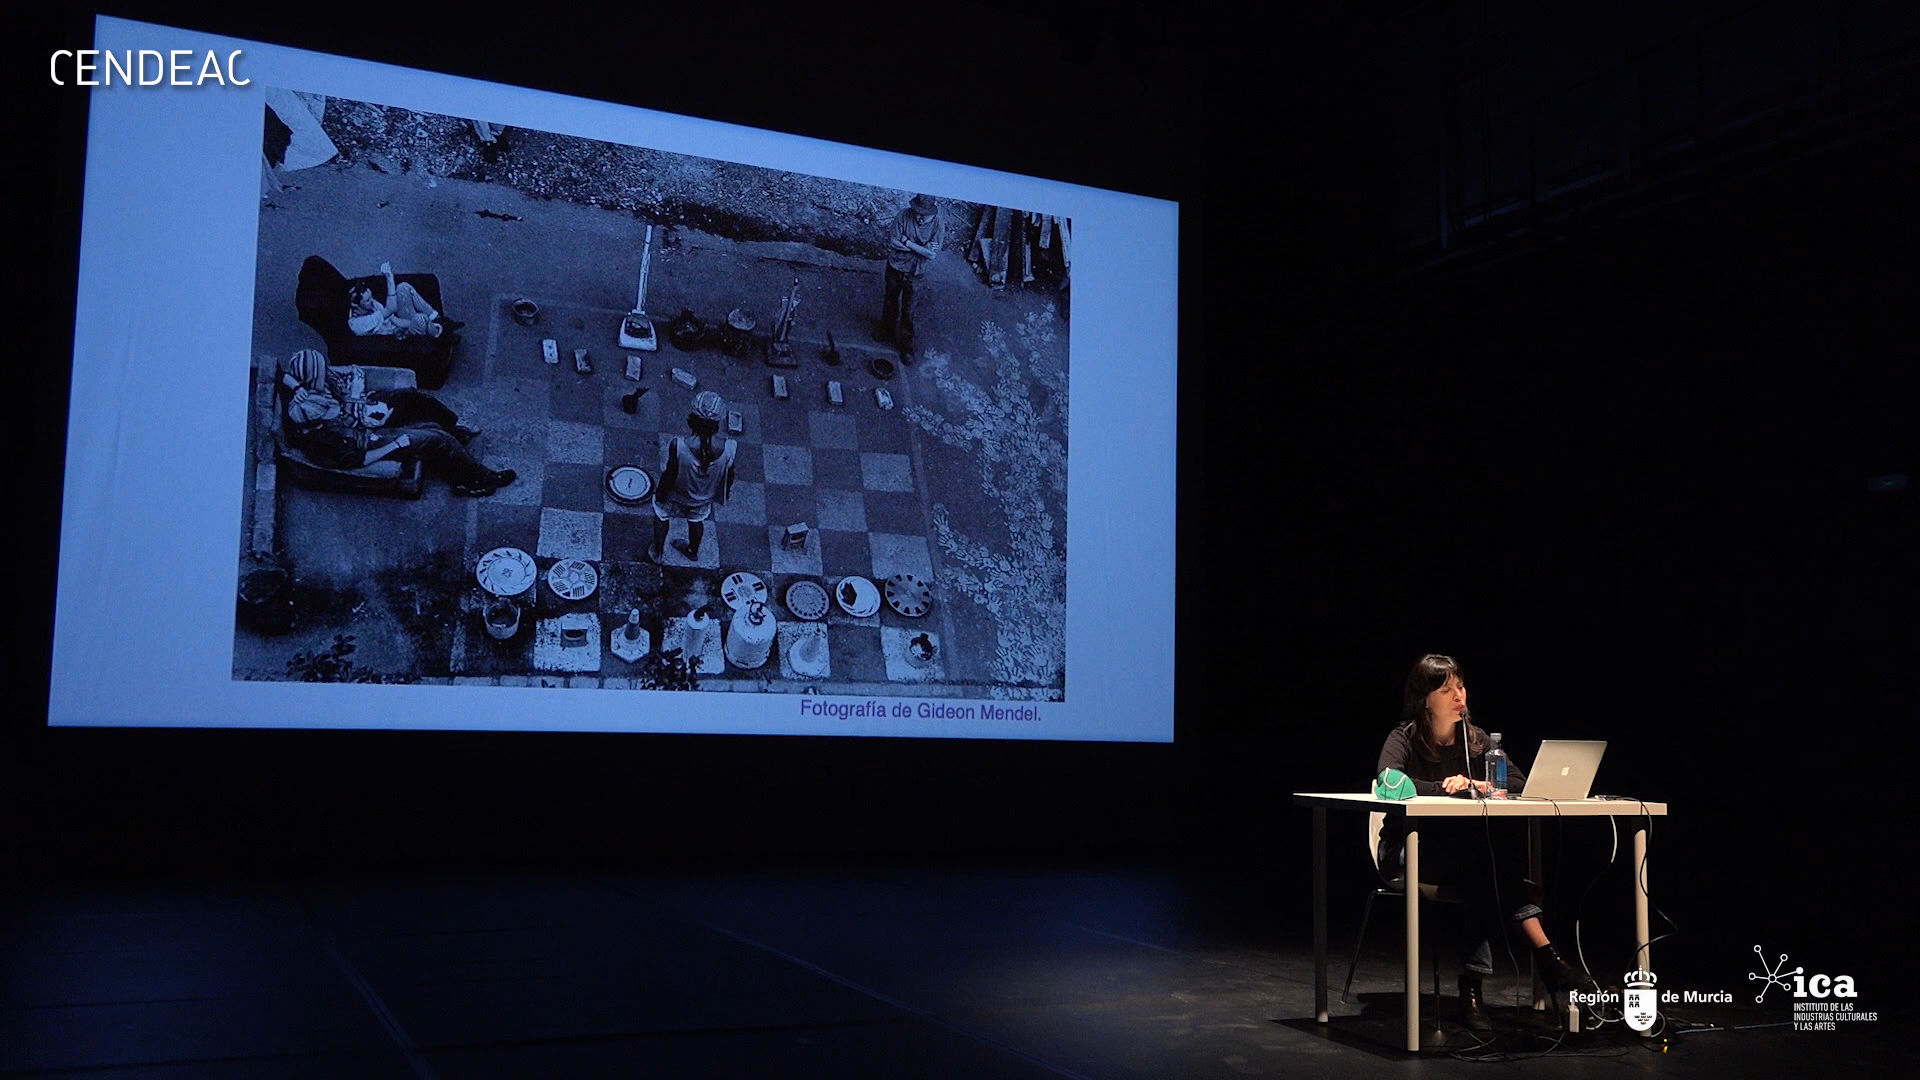 CENDEAC
Fotografía de Gideon Mendel.
Región de Murcia
ica
INSTITUTO DE LAS
INDUSTRIAS CULTURALES
Y LAS ARTES